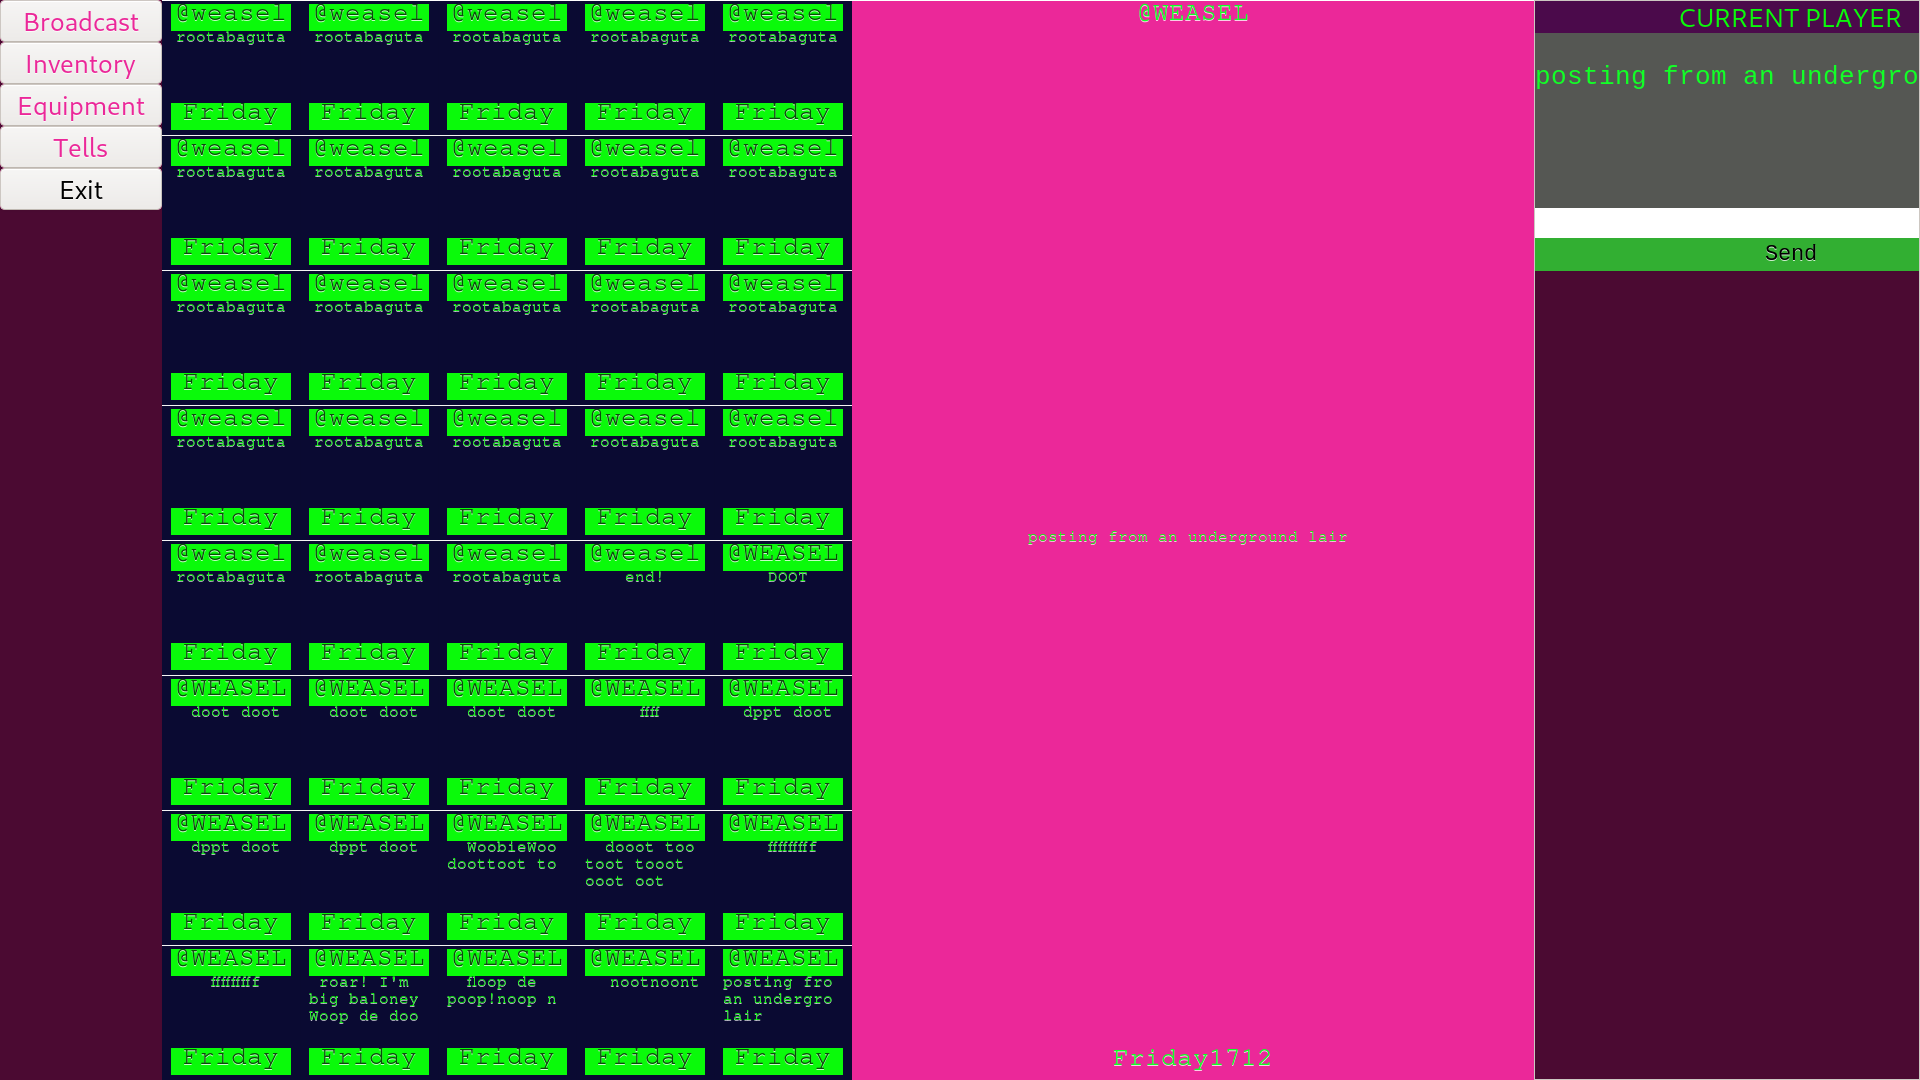 Broadcast
Inventory
Equipment
Tells
Exit
@weasel @weasel @weasel @weasel @weasel
rootabaguta rootabaguta rootabaguta rootabaguta rootabaguta
Friday Friday Friday Friday Friday
@weasel @weasel @weasel @weasel @weasel
rootabaguta rootabaguta rootabaguta rootabaguta rootabaguta
Friday Friday Friday Friday Friday
@weasel @weasel @weasel @weasel @weasel
rootabaguta rootabaguta rootabaguta rootabaguta rootabaguta
Friday Friday Friday Friday Friday
@weasel @weasel @weasel @weasel @weasel
rootabaguta rootabaguta rootabaguta rootabaguta rootabaguta
Friday Friday Friday Friday Friday
@weasel @weasel @weasel @weasel @WEASEL
rootabaguta rootabaguta rootabaguta end! DOOT
Friday Friday Friday Friday Friday
@WEASEL @WEASEL @WEASEL @WEASEL @WEASEL
doot doot doot doot doot doot ffff dppt doot
Friday Friday Friday Friday Friday
@WEASEL @WEASEL @WEASEL @WEASEL @WEASEL
dppt doot dppt doot WoobieWoo dooot too
doottoot to toot tooot
ooot oot
Friday Friday Friday Friday Friday
@WEASEL @WEASEL @WEASEL @WEASEL @WEASEL
roar! I'm floop de nootnoont posting fro
big baloney poop!noop n an undergro
Woop de doo lair
Friday Friday Friday Friday Friday
@WEASEL
posting from an underground lair
Friday1712
CURRENT PLAYER
posting from an undergro
Send